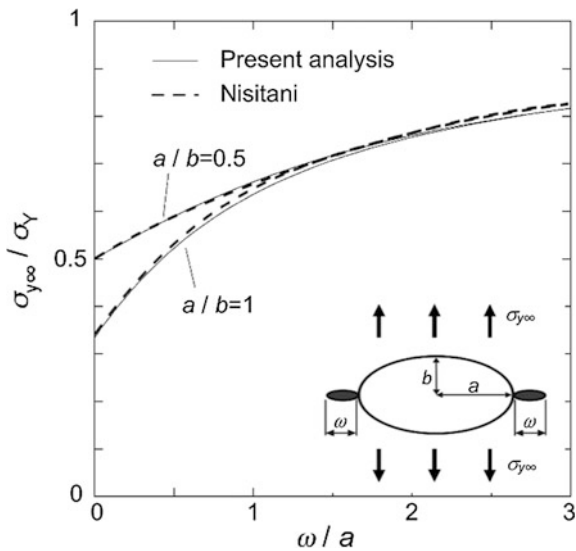 1
Present analysis
Nisitani
a / b=0.5
0.5
a / b=1
σy∞ / σY
σy∞
b
a
ω
ω
σy∞
0
0
1
2
3
ω / a